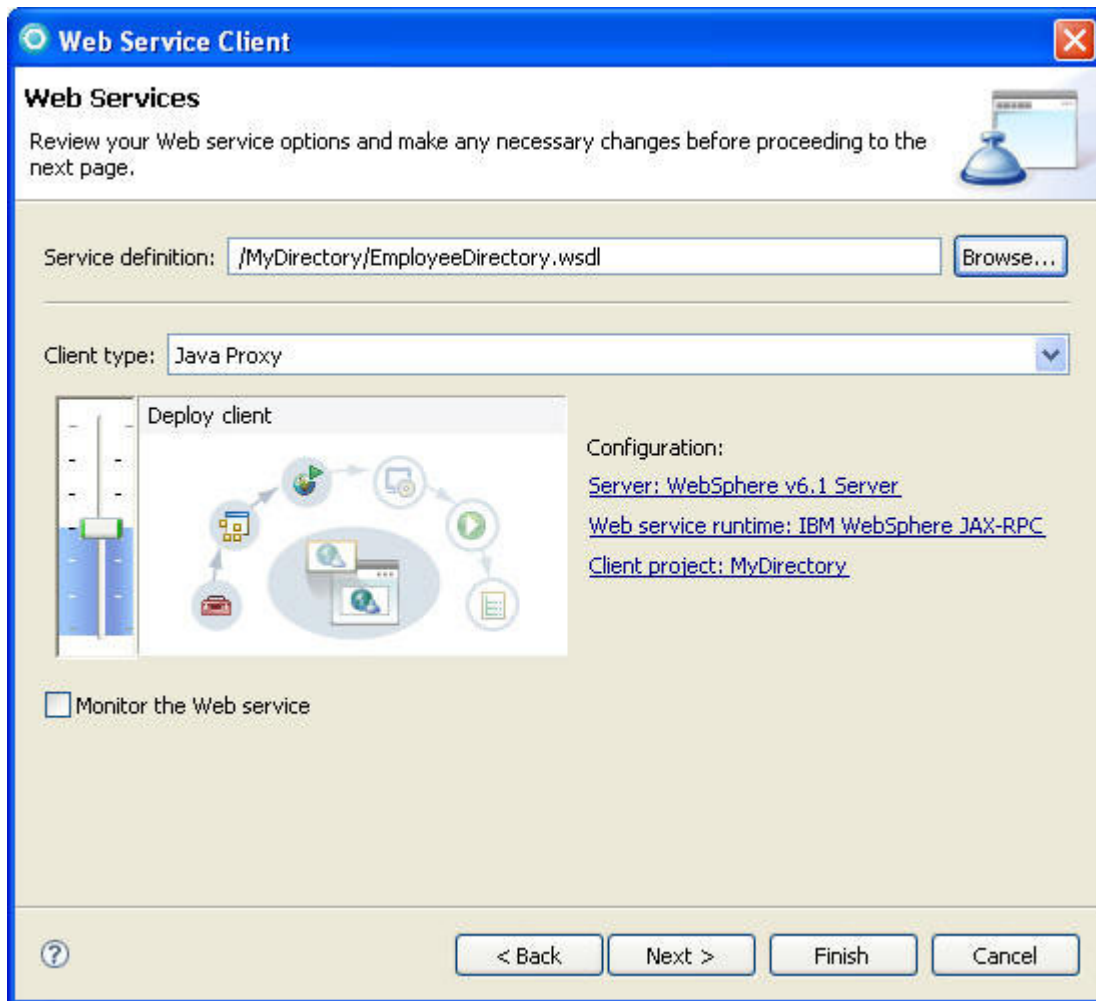 Web Service Client
Web Services
Review your Web service options and make any necessary changes before proceeding to the
next page.
Service definition: /MyDirectory/EmployeeDirectory.wsdl Browse...
Client type: Java Proxy
Deploy client
Configuration:
Server: WebSphere v6.1 Server
Web service runtime: IBM WebSphere JAX-RPC
Client project: MyDirectory
Monitor the Web service
? < Back Next > Finish Cancel